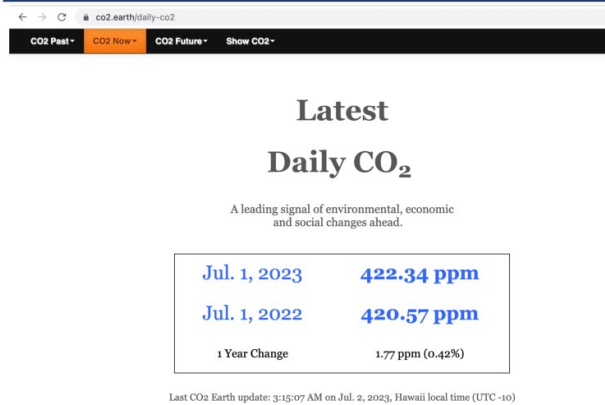 co2.earth/daily-co2
CO2 Past CO2 Now CO2 Future Show CO2
Latest
Daily CO₂
A leading signal of environmental, economic
and social changes ahead.
Jul. 1, 2023 422.34 ppm
Jul. 1, 2022 420.57 ppm
1 Year Change 1.77 ppm (0.42%)
Last CO2 Earth update: 3:15:07 AM on Jul. 2, 2023, Hawaii local time (UTC -10)